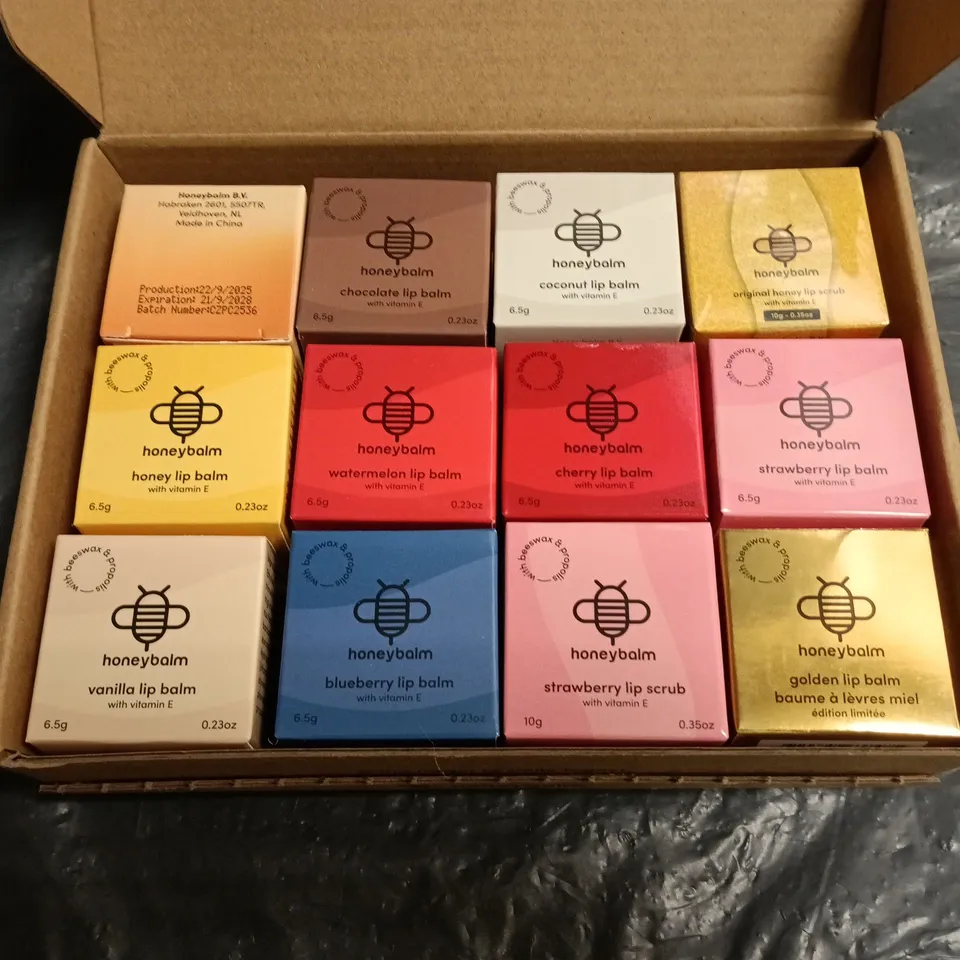 Honeybalm B.V.
Habraken 2601, 5507TR,
Veldhoven, NL
Made in China
Production:22/9/2025
Expiration: 21/9/2028
Batch Number:CZPC2536
with beeswax & propolis
honeybalm
chocolate lip balm
with vitamin E
6.5g
0.23oz
with beeswax & propolis
honeybalm
coconut lip balm
with vitamin E
6.5g
0.23oz
honeybalm
original honey lip scrub
with vitamin E
10g - 0.35oz
with beeswax & propolis
honeybalm
honey lip balm
with vitamin E
6.5g
0.23oz
with beeswax & propolis
honeybalm
watermelon lip balm
with vitamin E
6.5g
0.23oz
with beeswax & propolis
honeybalm
cherry lip balm
with vitamin E
6.5g
0.23oz
with beeswax & propolis
honeybalm
strawberry lip balm
with vitamin E
6.5g
0.23oz
with beeswax & propolis
honeybalm
vanilla lip balm
with vitamin E
6.5g
0.23oz
with beeswax & propolis
honeybalm
blueberry lip balm
with vitamin E
6.5g
0.23oz
with beeswax & propolis
honeybalm
strawberry lip scrub
with vitamin E
10g
0.35oz
with beeswax & propolis
honeybalm
golden lip balm
baume à lèvres miel
édition limitée